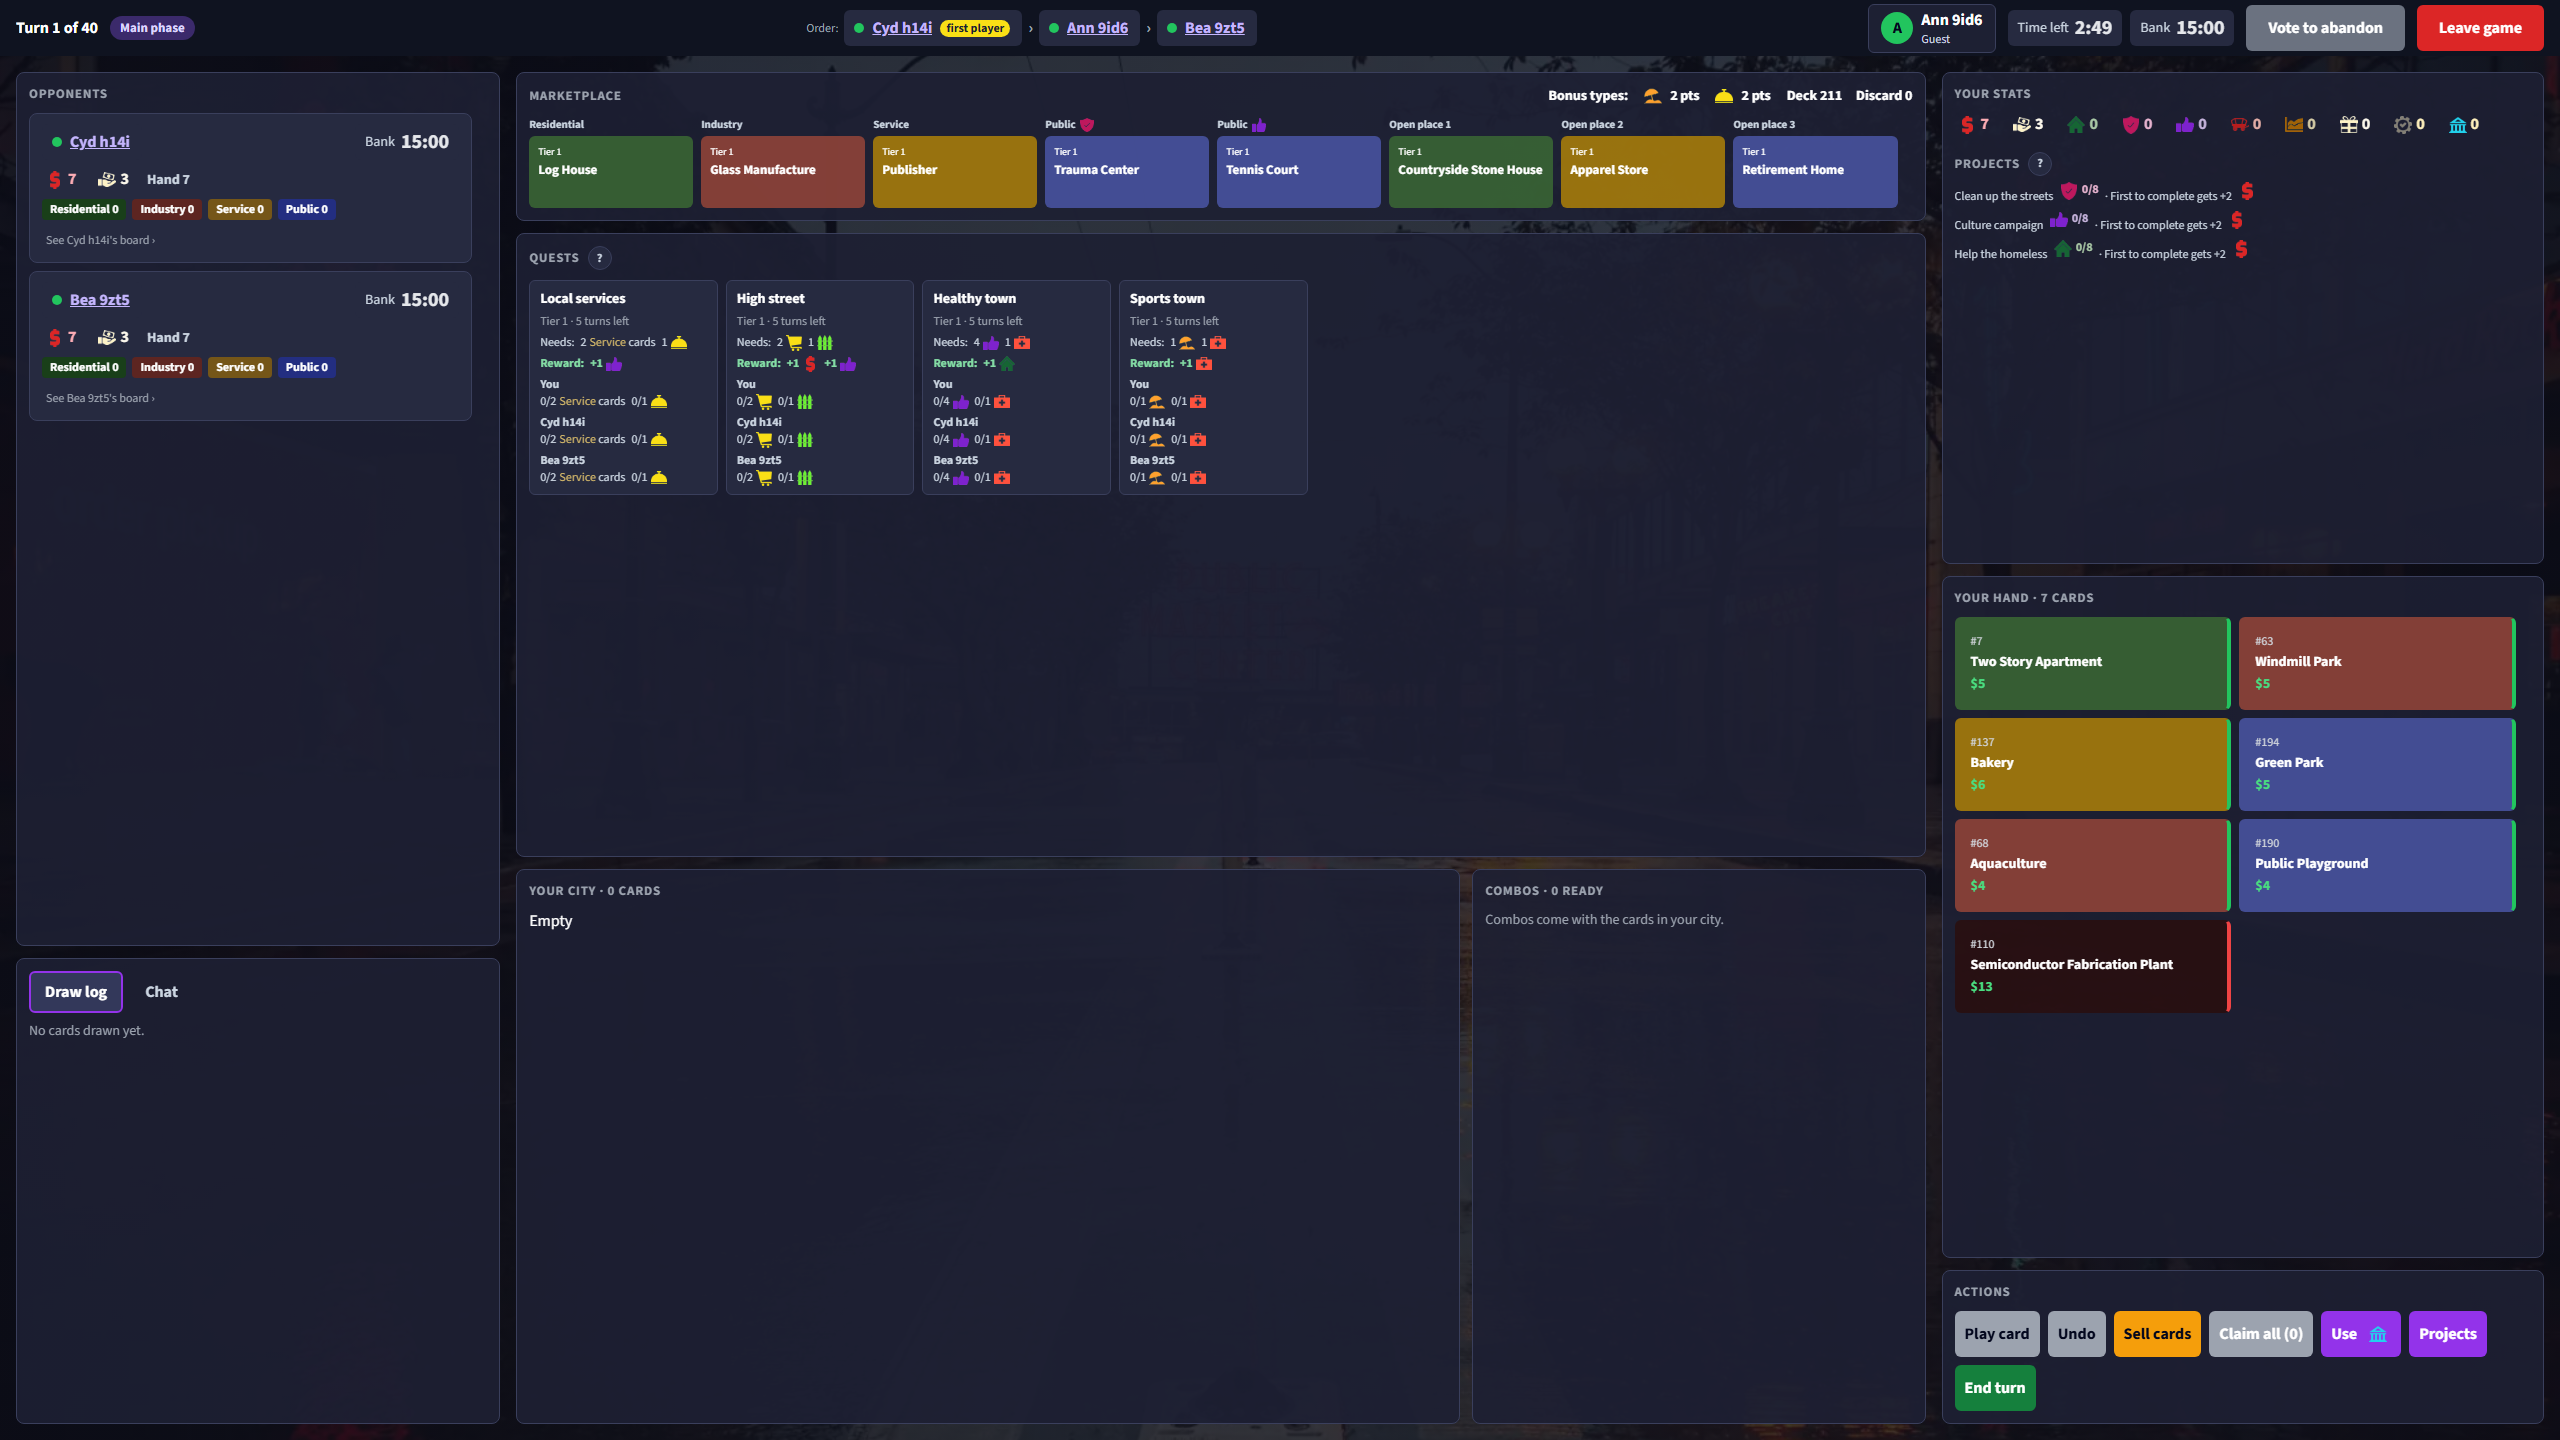 Turn 1 of 40 Main phase
Order: Cyd h14i first player › Ann 9id6 › Bea 9zt5
A Ann 9id6
Guest
Time left 2:49 Bank 15:00 Vote to abandon Leave game
OPPONENTS
Cyd h14i Bank 15:00
7 3 Hand 7
Residential 0 Industry 0 Service 0 Public 0
See Cyd h14i's board ›
Bea 9zt5 Bank 15:00
7 3 Hand 7
Residential 0 Industry 0 Service 0 Public 0
See Bea 9zt5's board ›
Draw log Chat
No cards drawn yet.
MARKETPLACE Bonus types: 2 pts 2 pts Deck 211 Discard 0
Residential Industry Service Public Public Open place 1 Open place 2 Open place 3
Tier 1 Tier 1 Tier 1 Tier 1 Tier 1 Tier 1 Tier 1 Tier 1
Log House Glass Manufacture Publisher Trauma Center Tennis Court Countryside Stone House Apparel Store Retirement Home
QUESTS ?
Local services
Tier 1 · 5 turns left
Needs: 2 Service cards 1
Reward: +1
You
0/2 Service cards 0/1
Cyd h14i
0/2 Service cards 0/1
Bea 9zt5
0/2 Service cards 0/1
High street
Tier 1 · 5 turns left
Needs: 2 1
Reward: +1 +1
You
0/2 0/1
Cyd h14i
0/2 0/1
Bea 9zt5
0/2 0/1
Healthy town
Tier 1 · 5 turns left
Needs: 4 1
Reward: +1
You
0/4 0/1
Cyd h14i
0/4 0/1
Bea 9zt5
0/4 0/1
Sports town
Tier 1 · 5 turns left
Needs: 1 1
Reward: +1
You
0/1 0/1
Cyd h14i
0/1 0/1
Bea 9zt5
0/1 0/1
YOUR CITY · 0 CARDS
Empty
COMBOS · 0 READY
Combos come with the cards in your city.
YOUR STATS
7 3 0 0 0 0 0 0 0 0
PROJECTS ?
Clean up the streets 0/8 · First to complete gets +2
Culture campaign 0/8 · First to complete gets +2
Help the homeless 0/8 · First to complete gets +2
YOUR HAND · 7 CARDS
#7
Two Story Apartment
$5
#63
Windmill Park
$5
#137
Bakery
$6
#194
Green Park
$5
#68
Aquaculture
$4
#190
Public Playground
$4
#110
Semiconductor Fabrication Plant
$13
ACTIONS
Play card Undo Sell cards Claim all (0) Use Projects
End turn